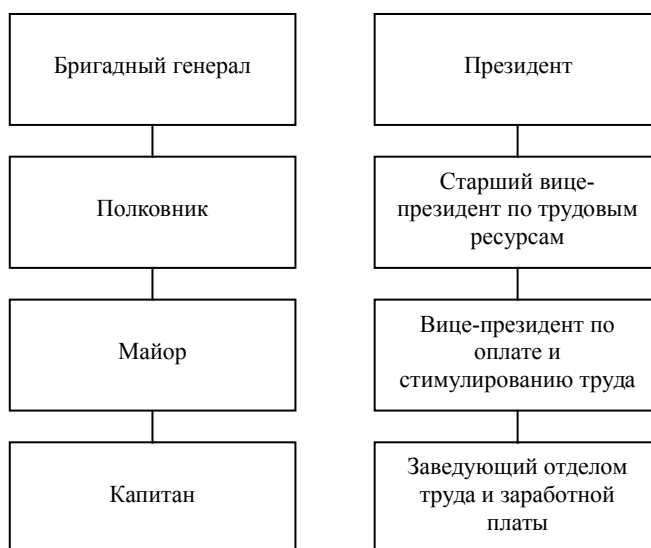 Бригадный генерал
Полковник
Майор
Капитан
Президент
Старший вице-
президент по трудовым
ресурсам
Вице-президент по
оплате и
стимулированию труда
Заведующий отделом
труда и заработной
платы